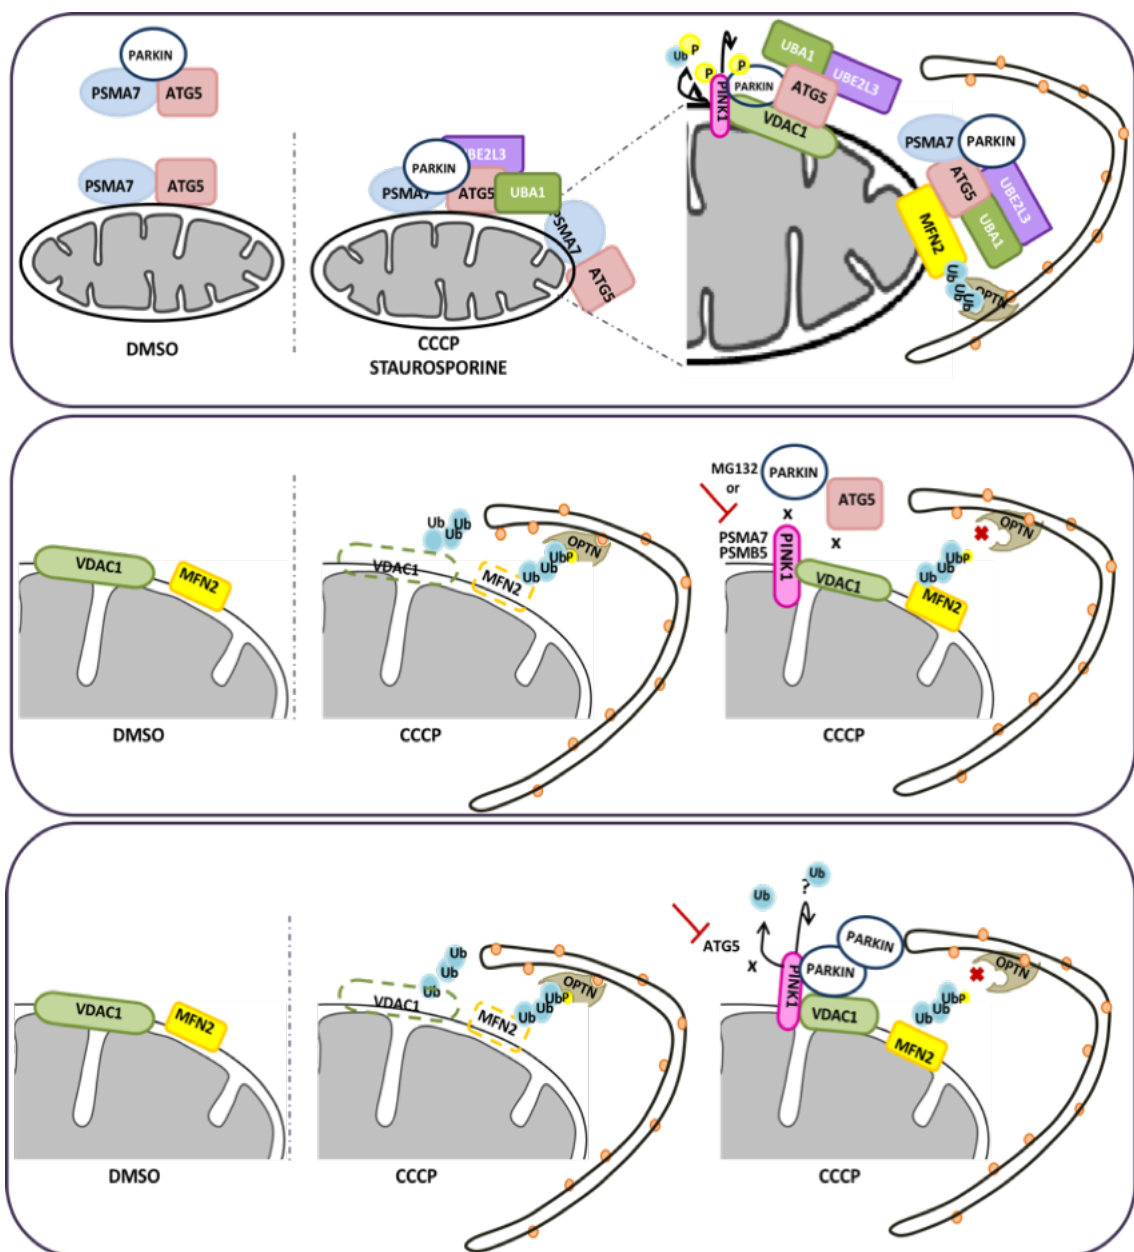 PARKIN
PSMA7
ATG5
PSMA7
ATG5
DMSO
PARKIN
UBE2L3
PSMA7
ATG5
UBA1
PSMA7
ATG5
CCCP
STAUROSPORINE
Ub
P
P
P
PINK1
PARKIN
UBA1
UBE2L3
ATG5
VDAC1
PSMA7
PARKIN
ATG5
UBE2L3
UBA1
MFN2
Ub
Ub
Ub
OPTN
VDAC1
MFN2
DMSO
Ub
Ub
Ub
VDAC1
MFN2
Ub
Ub
Ub
P
OPTN
CCCP
MG132
or
PSMA7
PSMB5
PARKIN
x
ATG5
x
PINK1
VDAC1
MFN2
Ub
Ub
Ub
P
OPTN
CCCP
VDAC1
MFN2
DMSO
Ub
Ub
Ub
VDAC1
MFN2
Ub
Ub
Ub
P
OPTN
CCCP
ATG5
x
Ub
?
Ub
PINK1
PARKIN
PARKIN
VDAC1
MFN2
Ub
Ub
Ub
P
OPTN
CCCP